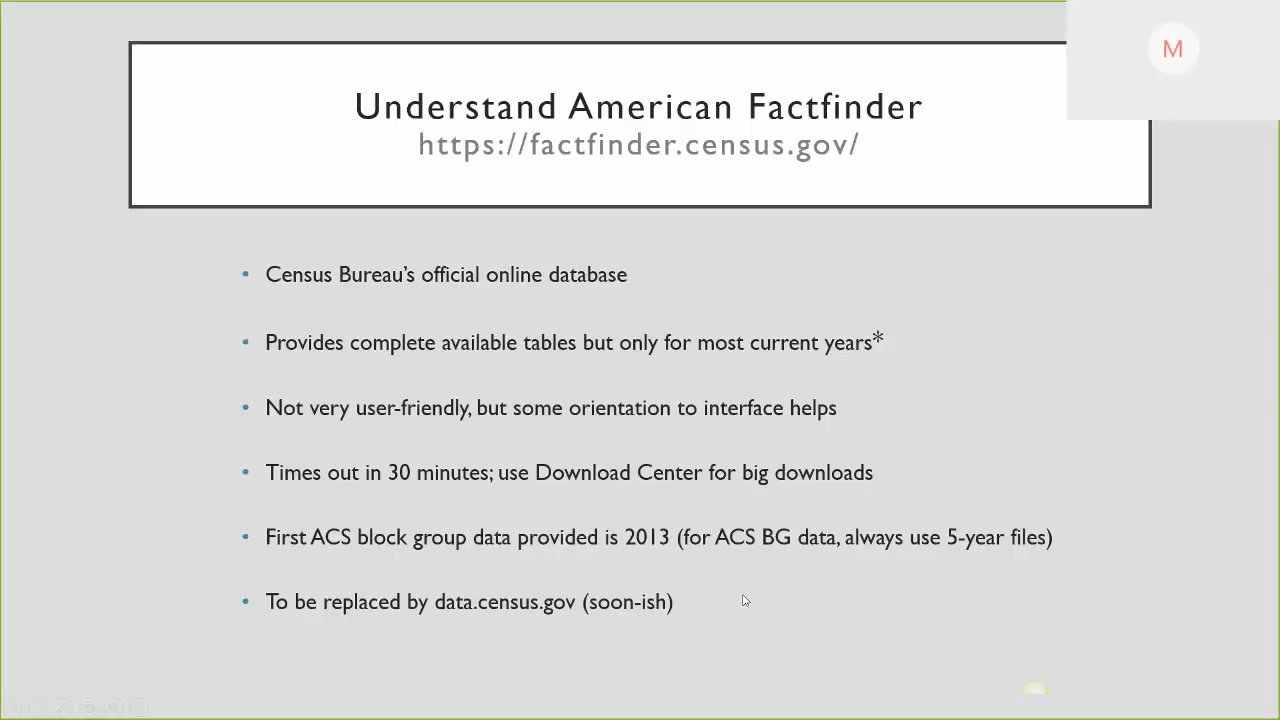 M
Understand American Factfinder
https://factfinder.census.gov/
• Census Bureau’s official online database
• Provides complete available tables but only for most current years*
• Not very user-friendly, but some orientation to interface helps
• Times out in 30 minutes; use Download Center for big downloads
• First ACS block group data provided is 2013 (for ACS BG data, always use 5-year files)
• To be replaced by data.census.gov (soon-ish)